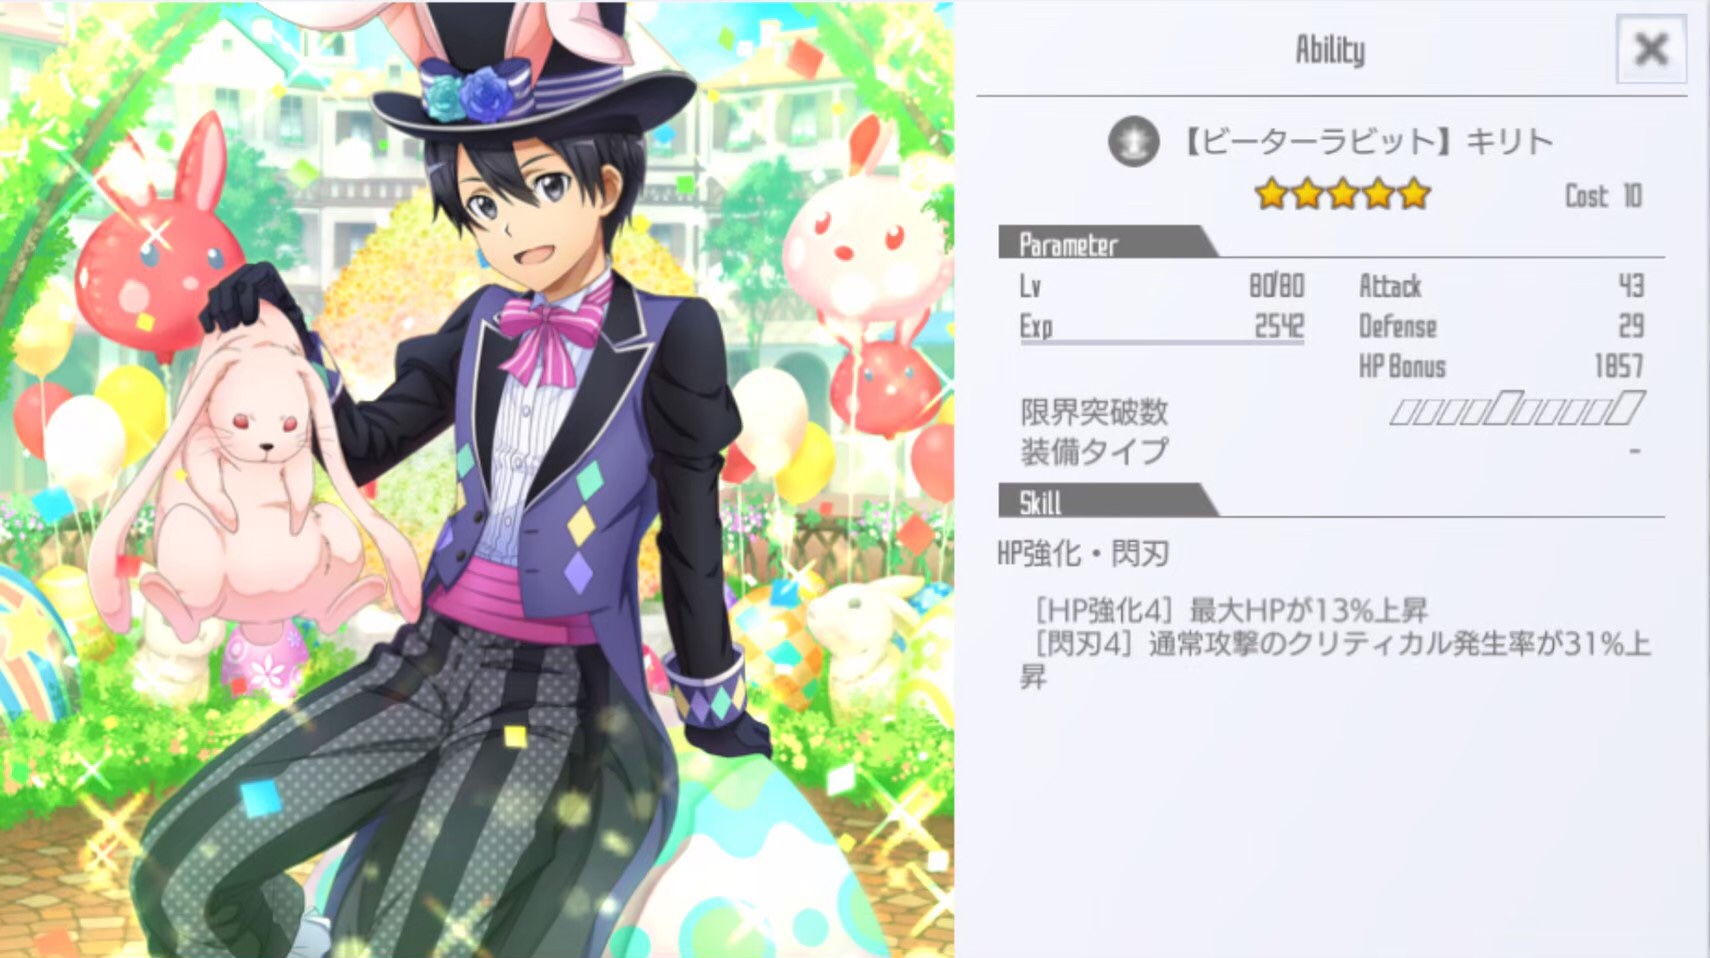 Ability
【ビーターラビット】キリト
Cost 10
Parameter
Lv 80/80
Attack 43
Exp 2542
Defense 29
HP Bonus 1857
限界突破数
装備タイプ -
Skill
HP強化・閃刃
［HP強化4］最大HPが13%上昇
［閃刃4］通常攻撃のクリティカル発生率が31%上
昇